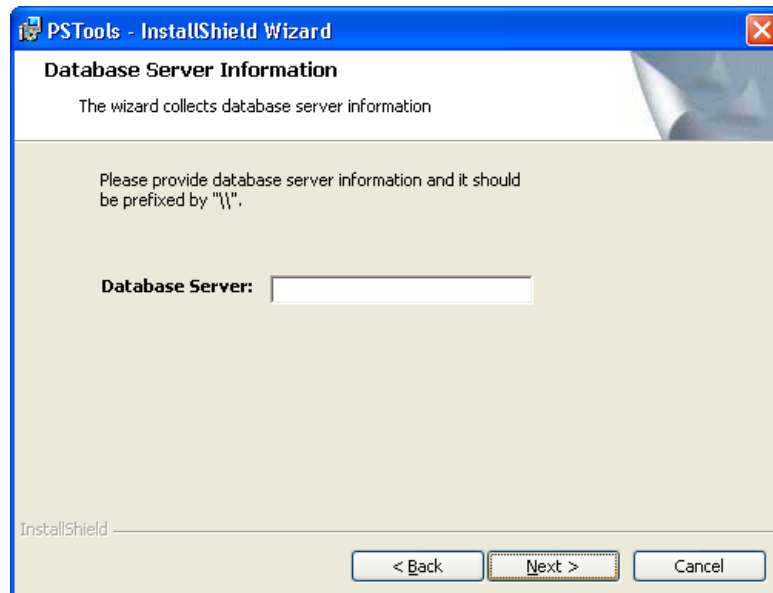 PSTools - InstallShield Wizard
Database Server Information
The wizard collects database server information
Please provide database server information and it should
be prefixed by "\\".
Database Server:
InstallShield
< Back Next > Cancel